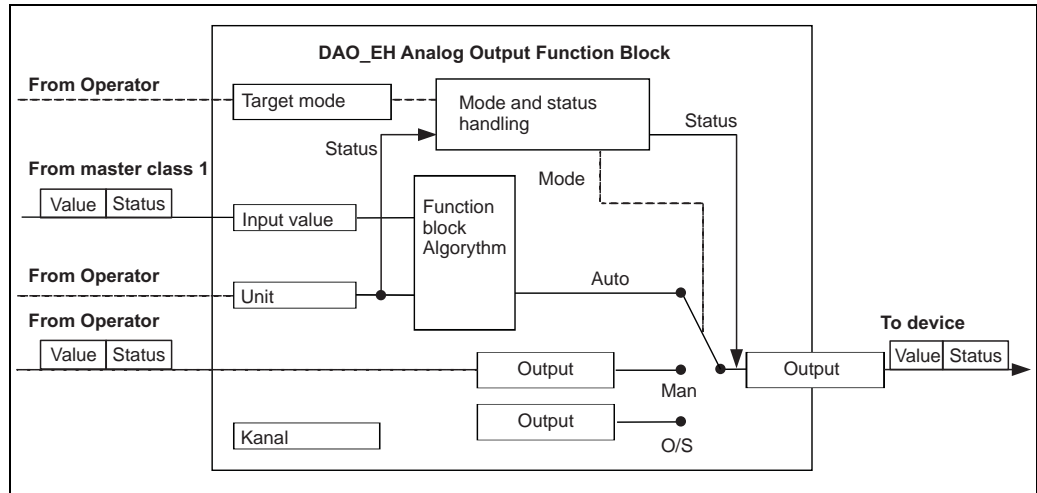 DAO_EH Analog Output Function Block
From Operator
Target mode
Mode and status
handling
Status
Status
From master class 1
Mode
Value Status
Input value
Function
block
Algorythm
From Operator
Unit
Auto
From Operator
To device
Value Status
Output
Man
Output
Value Status
Output
Kanal
O/S